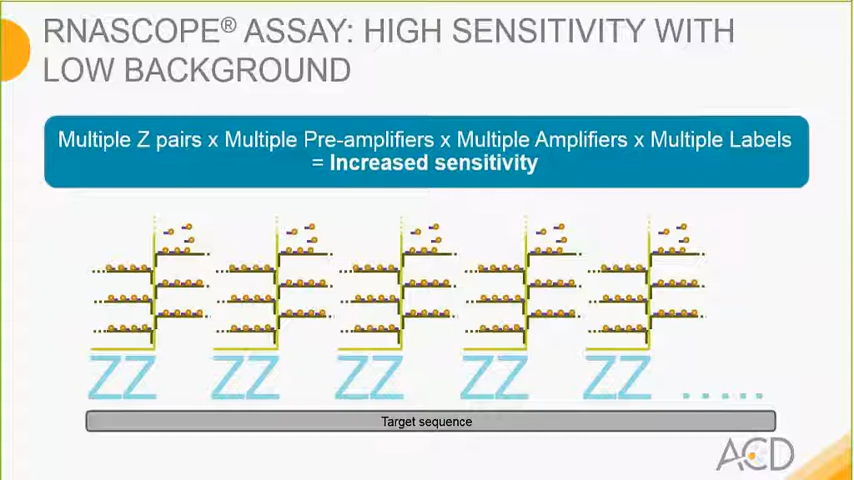 RNASCOPE® ASSAY: HIGH SENSITIVITY WITH
LOW BACKGROUND
Multiple Z pairs x Multiple Pre-amplifiers x Multiple Amplifiers x Multiple Labels
= Increased sensitivity
ZZ ZZ ZZ ZZ ZZ .....
Target sequence
ACD